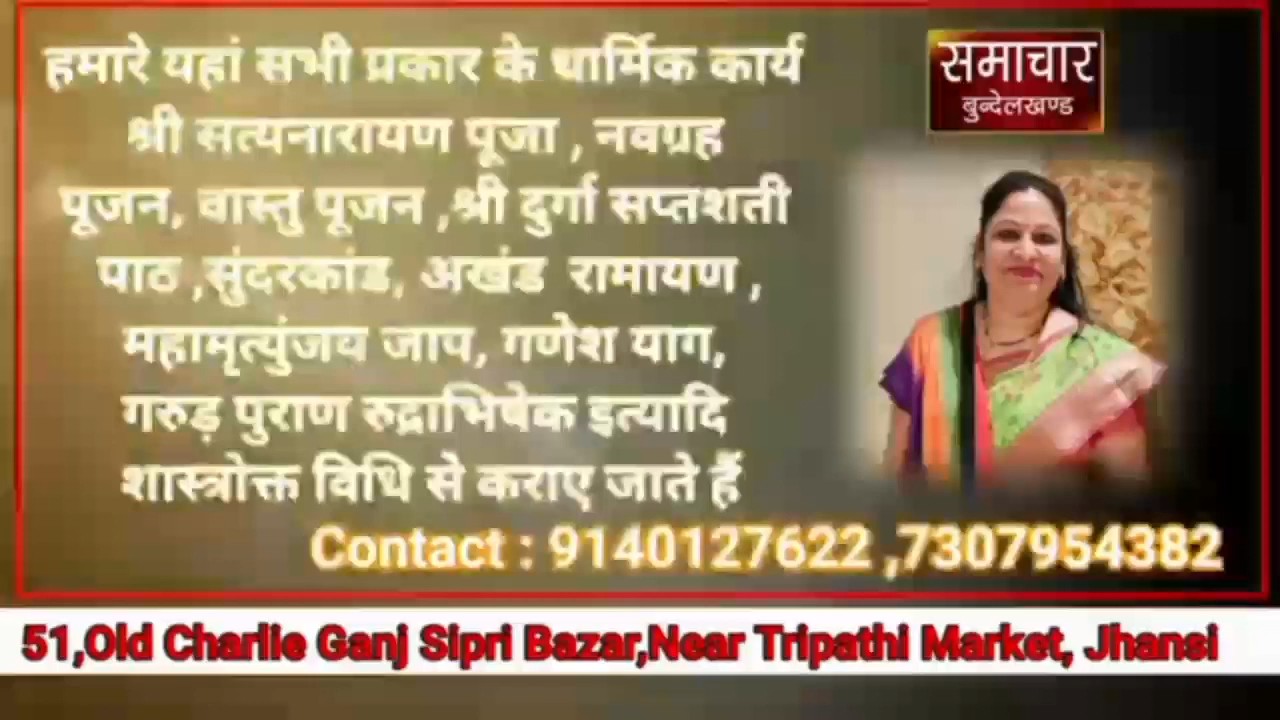 हमारे यहां सभी प्रकार के धार्मिक कार्य
श्री सत्यनारायण पूजा , नवग्रह
पूजन, वास्तु पूजन ,श्री दुर्गा सप्तशती
पाठ ,सुंदरकांड, अखंड रामायण ,
महामृत्युंजय जाप, गणेश याग,
गरुड़ पुराण रुद्राभिषेक इत्यादि
शास्त्रोक्त विधि से कराए जाते हैं
समाचार
बुन्देलखण्ड
Contact : 9140127622 ,7307954382
51,Old Charlie Ganj Sipri Bazar,Near Tripathi Market, Jhansi